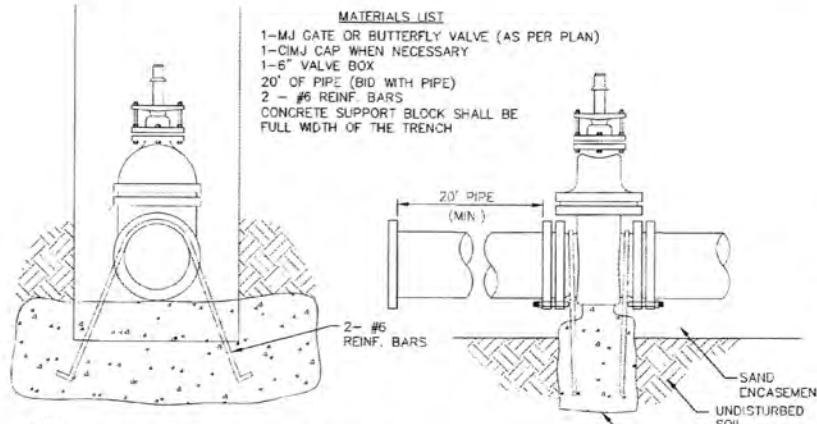 MATERIALS LIST
1-MJ GATE OR BUTTERFLY VALVE (AS PER PLAN)
1-CIMJ CAP WHEN NECESSARY
1-6" VALVE BOX
20' OF PIPE (BID WITH PIPE)
2 - #6 REINF. BARS
CONCRETE SUPPORT BLOCK SHALL BE
FULL WIDTH OF THE TRENCH
20' PIPE
(MIN.)
2- #6
REINF. BARS
SAND
ENCASEMEN
UNDISTURBED
SOIL